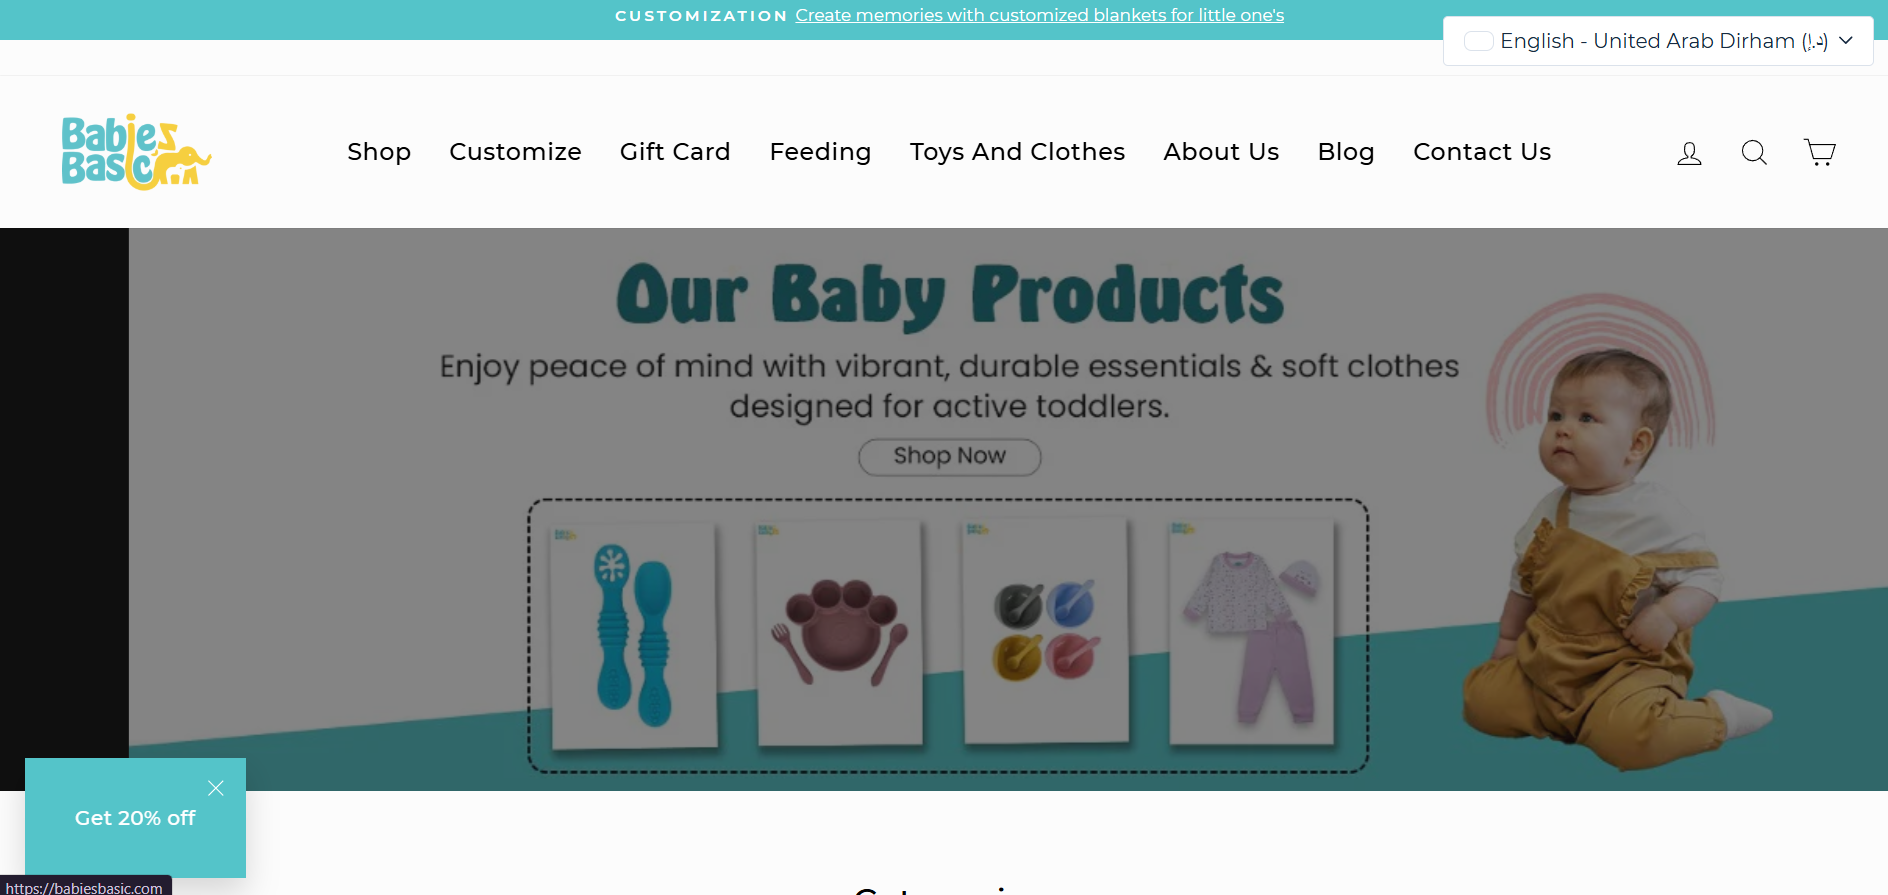 CUSTOMIZATION Create memories with customized blankets for little one's
English - United Arab Dirham (د.إ)
Babies
Basic
Shop Customize Gift Card Feeding Toys And Clothes About Us Blog Contact Us
Our Baby Products
Enjoy peace of mind with vibrant, durable essentials & soft clothes
designed for active toddlers.
Shop Now
Get 20% off
https://babiesbasic.com